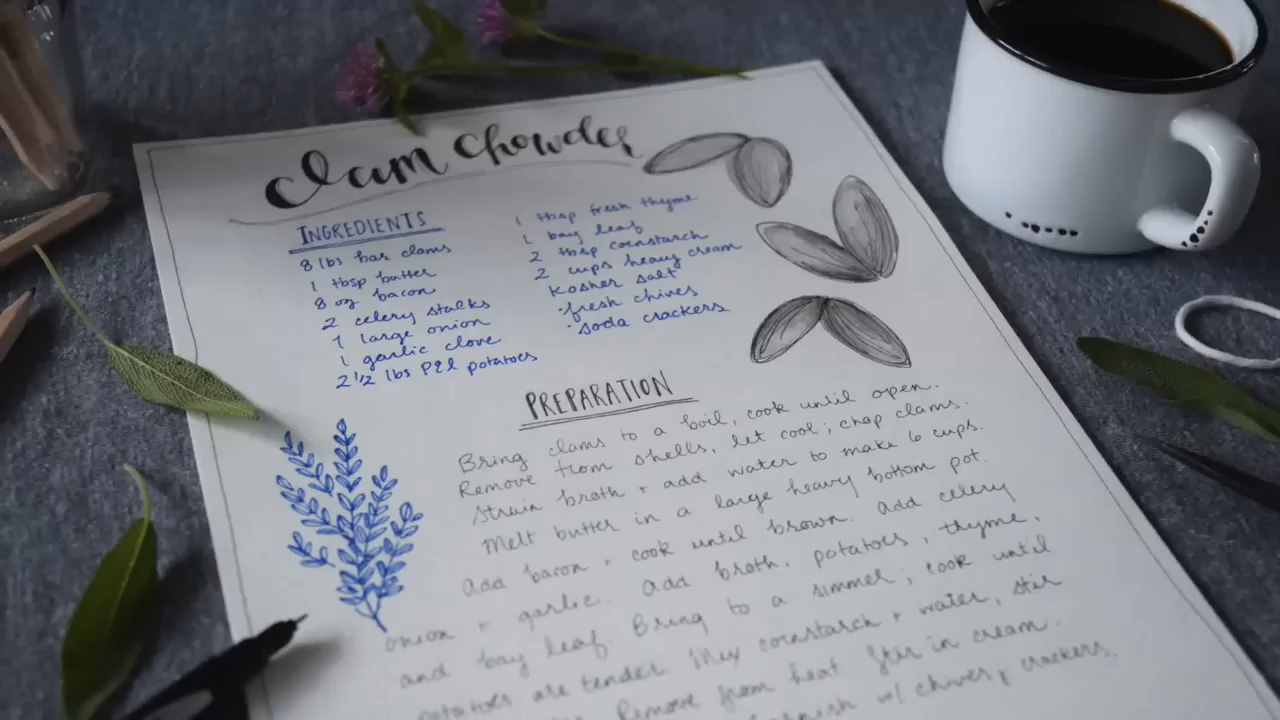 Clam Chowder
INGREDIENTS
8 lbs bar clams
1 tbsp butter
8 oz bacon
2 celery stalks
1 large onion
1 garlic clove
2 1/2 lbs PEI potatoes
1 tbsp fresh thyme
1 bay leaf
2 tbsp cornstarch
2 cups heavy cream
Kosher salt
·fresh chives
·soda crackers
PREPARATION
Bring clams to a boil, cook until open.
Remove from shells, let cool; chop clams.
Strain broth + add water to make 6 cups.
Melt butter in a large heavy bottom pot.
Add bacon + cook until brown. Add celery
onion + garlic. Add broth, potatoes, thyme,
and bay leaf. Bring to a simmer; cook until
potatoes are tender. Mix cornstarch + water, stir
Remove from heat. Stir in cream.
w/ chives, crackers.